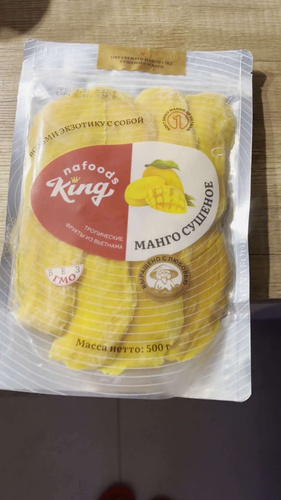 ВОЗЬМИ ЭКЗОТИКУ С СОБОЙ
nafoods
King
ТРОПИЧЕСКИЕ
ФРУКТЫ ИЗ ВЬЕТНАМА
МАНГО СУШЕНОЕ
БЕЗ
ГМО
Масса нетто: 500 г